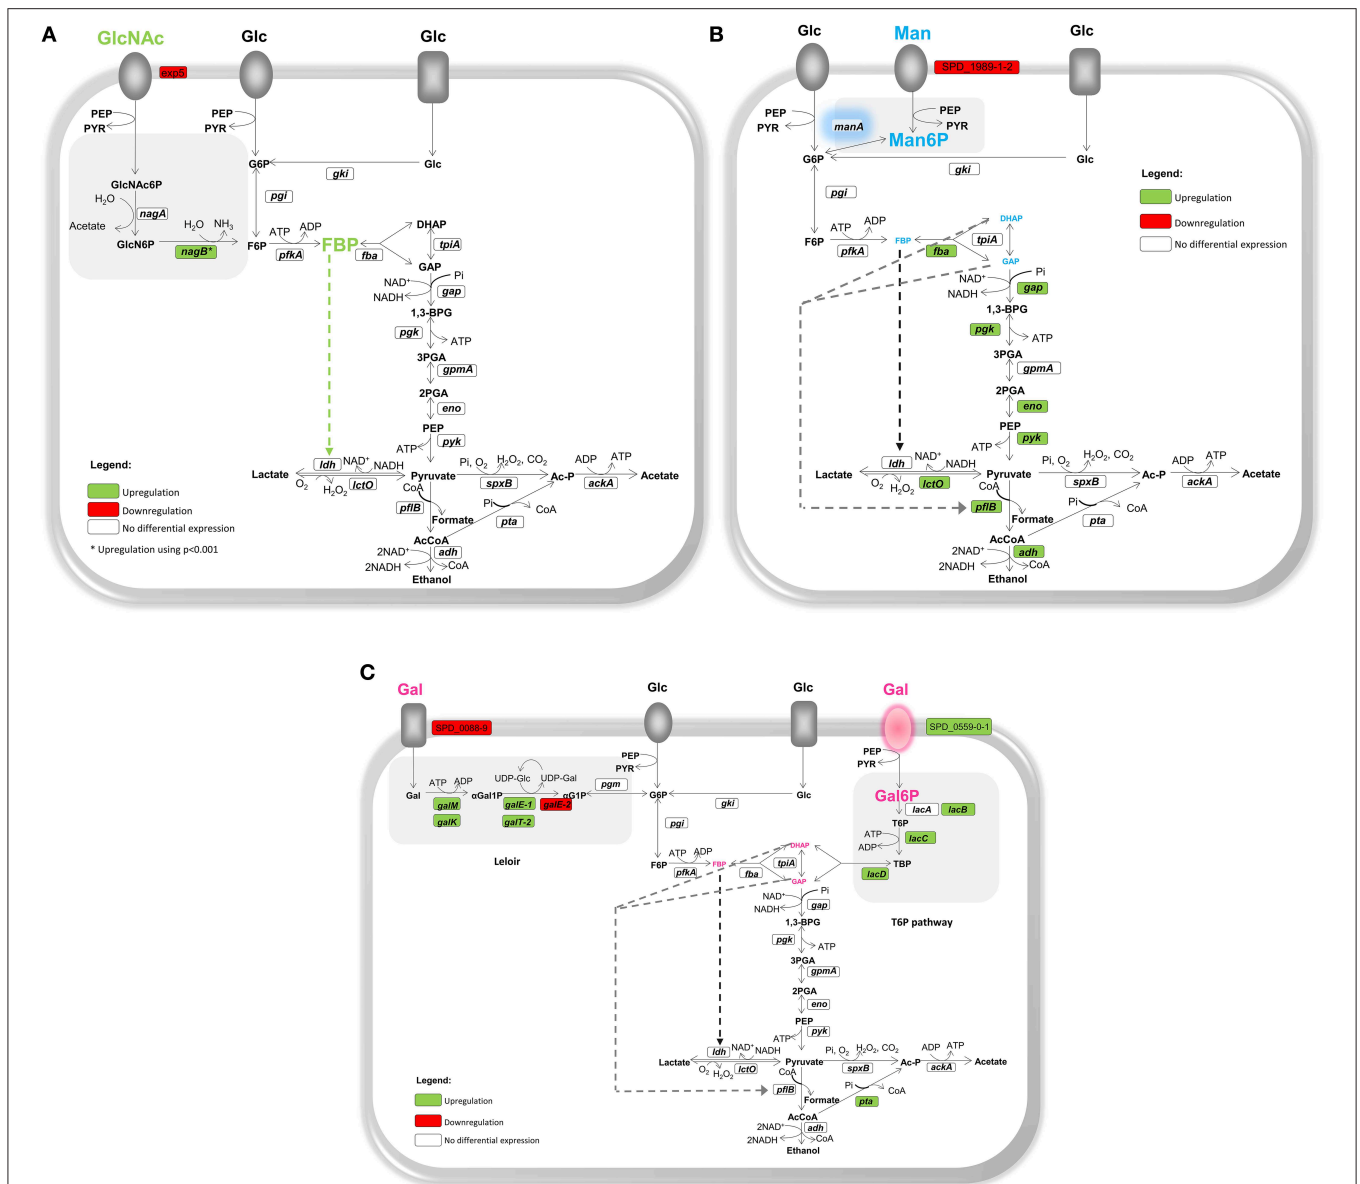 A
GlcNAc
Glc
Glc
exp5
PEP
PYR
PEP
PYR
G6P
Glc
gki
GlcNAc6P
H₂O
nagA
Acetate
GlcN6P
H₂O
NH₃
nagB*
pgi
F6P
ATP
ADP
pfkA
FBP
fba
DHAP
tpiA
GAP
NAD⁺
Pi
NADH
gap
1,3-BPG
pgk
ATP
3PGA
gpmA
2PGA
eno
PEP
ATP
pyk
Lactate
ldh
NAD⁺
NADH
O₂
H₂O₂
lctO
Pyruvate
Pi, O₂
H₂O₂, CO₂
spxB
Ac-P
ADP
ATP
ackA
Acetate
CoA
pflB
Formate
Pi
CoA
pta
AcCoA
2NAD⁺
adh
2NADH
CoA
Ethanol
Legend:
Upregulation
Downregulation
No differential expression
* Upregulation using p<0.001
B
Glc
Man
Glc
SPD_1989-1-2
PEP
PYR
PEP
PYR
manA
Man6P
G6P
Glc
gki
pgi
F6P
ATP
ADP
pfkA
FBP
fba
DHAP
tpiA
GAP
NAD⁺
Pi
NADH
gap
1,3-BPG
pgk
ATP
3PGA
gpmA
2PGA
eno
PEP
ATP
pyk
Lactate
ldh
NAD⁺
NADH
O₂
H₂O₂
lctO
Pyruvate
Pi, O₂
H₂O₂, CO₂
spxB
Ac-P
ADP
ATP
ackA
Acetate
CoA
pflB
Formate
Pi
CoA
pta
AcCoA
2NAD⁺
adh
2NADH
CoA
Ethanol
Legend:
Upregulation
Downregulation
No differential expression
C
Gal
Glc
Glc
Gal
SPD_0083-9
SPD_0559-0-1
PEP
PYR
PEP
PYR
Gal
ATP
ADP
galM
galK
αGal1P
UDP-Glc
UDP-Gal
galE-1
galE-2
galT-2
αG1P
pgm
Leloir
G6P
gki
Glc
pgi
F6P
ATP
ADP
pfkA
FBP
fba
DHAP
tpiA
GAP
Gal6P
lacA
lacB
T6P
ATP
ADP
lacC
lacD
TBP
T6P pathway
NAD⁺
Pi
NADH
gap
1,3-BPG
pgk
ATP
3PGA
gpmA
2PGA
eno
PEP
ATP
pyk
Lactate
ldh
NAD⁺
NADH
O₂
H₂O₂
lctO
Pyruvate
Pi, O₂
H₂O₂, CO₂
spxB
Ac-P
ADP
ATP
ackA
Acetate
CoA
pflB
Formate
Pi
CoA
pta
AcCoA
2NAD⁺
adh
2NADH
CoA
Ethanol
Legend:
Upregulation
Downregulation
No differential expression